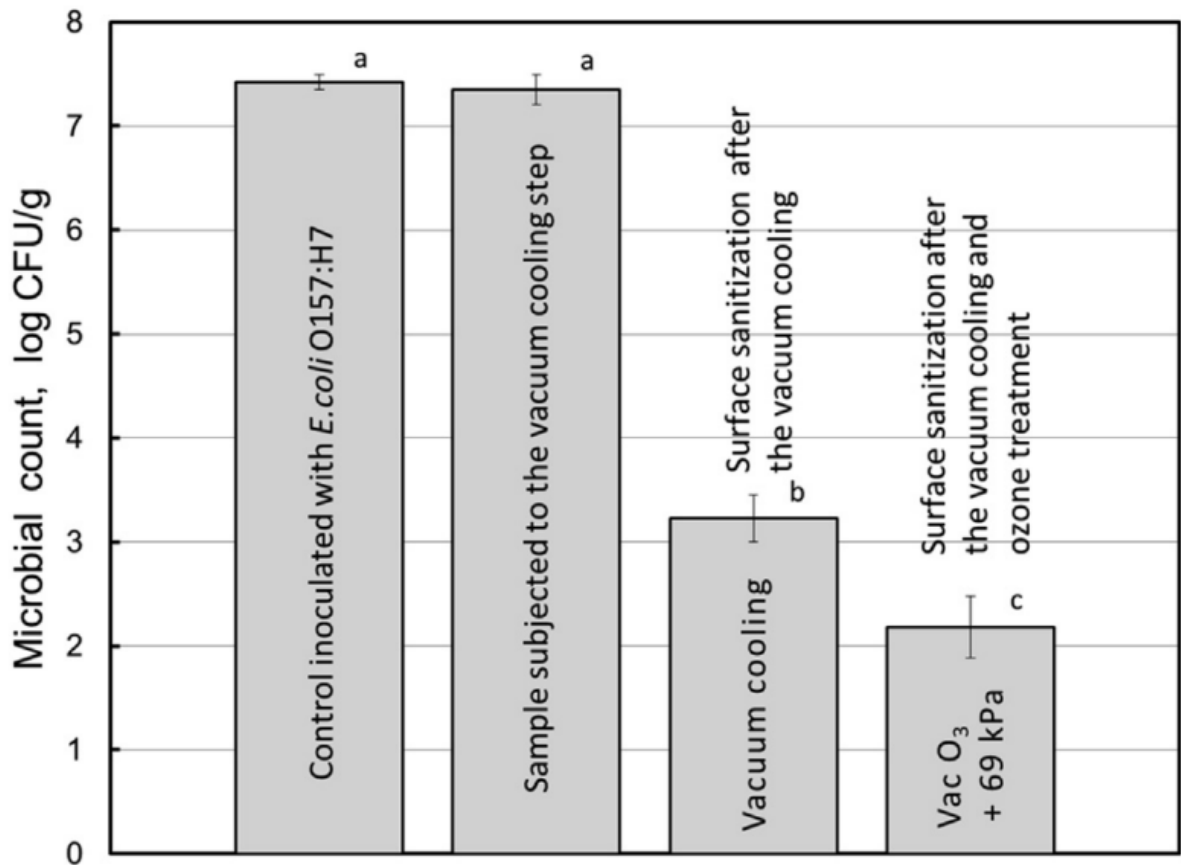 Microbial count, log CFU/g
8
7
6
5
4
3
2
1
0
a
Control inoculated with E.coli O157:H7
a
Sample subjected to the vacuum cooling step
Surface sanitization after
the vacuum cooling
b
Vacuum cooling
Surface sanitization after
the vacuum cooling and
ozone treatment
c
Vac O₃
+ 69 kPa